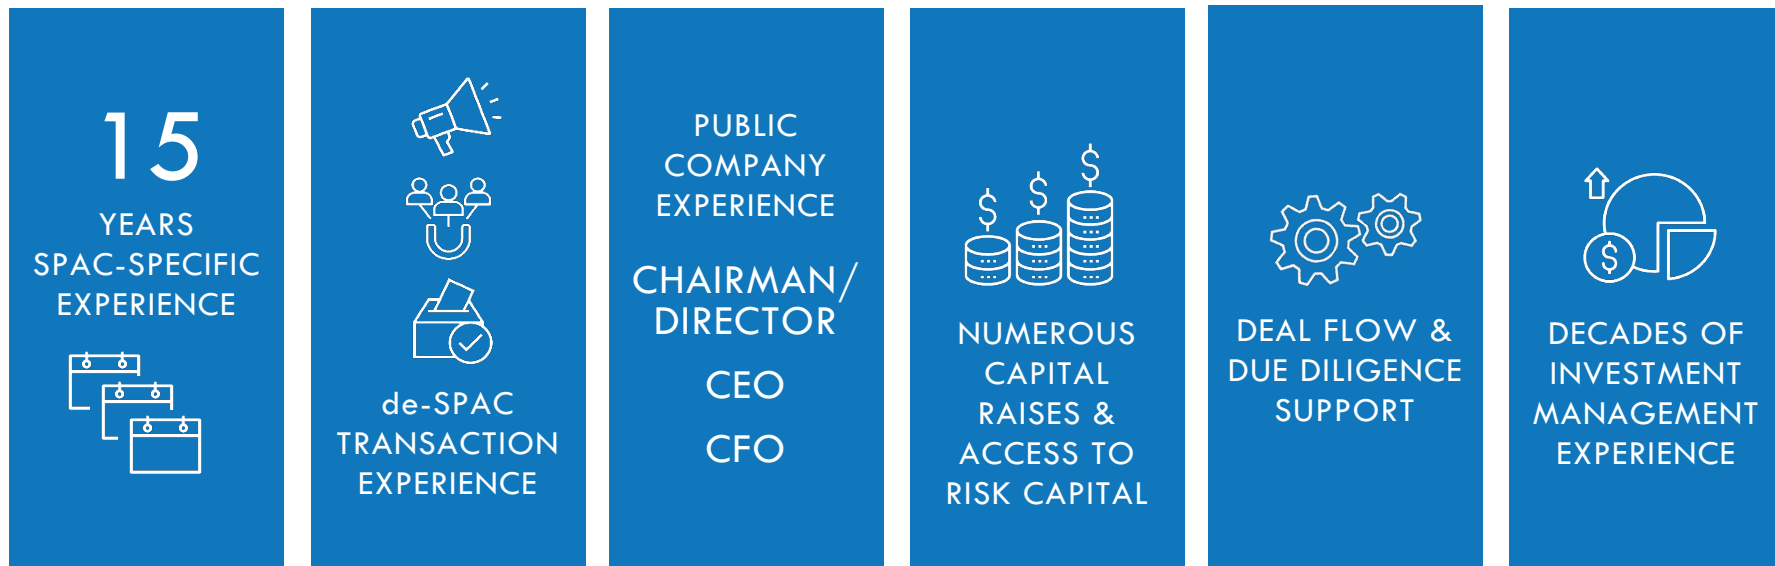 15
YEARS
SPAC-SPECIFIC
EXPERIENCE
de-SPAC
TRANSACTION
EXPERIENCE
PUBLIC
COMPANY
EXPERIENCE
CHAIRMAN/
DIRECTOR
CEO
CFO
$ $ $
NUMEROUS
CAPITAL
RAISES &
ACCESS TO
RISK CAPITAL
DEAL FLOW &
DUE DILIGENCE
SUPPORT
$
DECADES OF
INVESTMENT
MANAGEMENT
EXPERIENCE